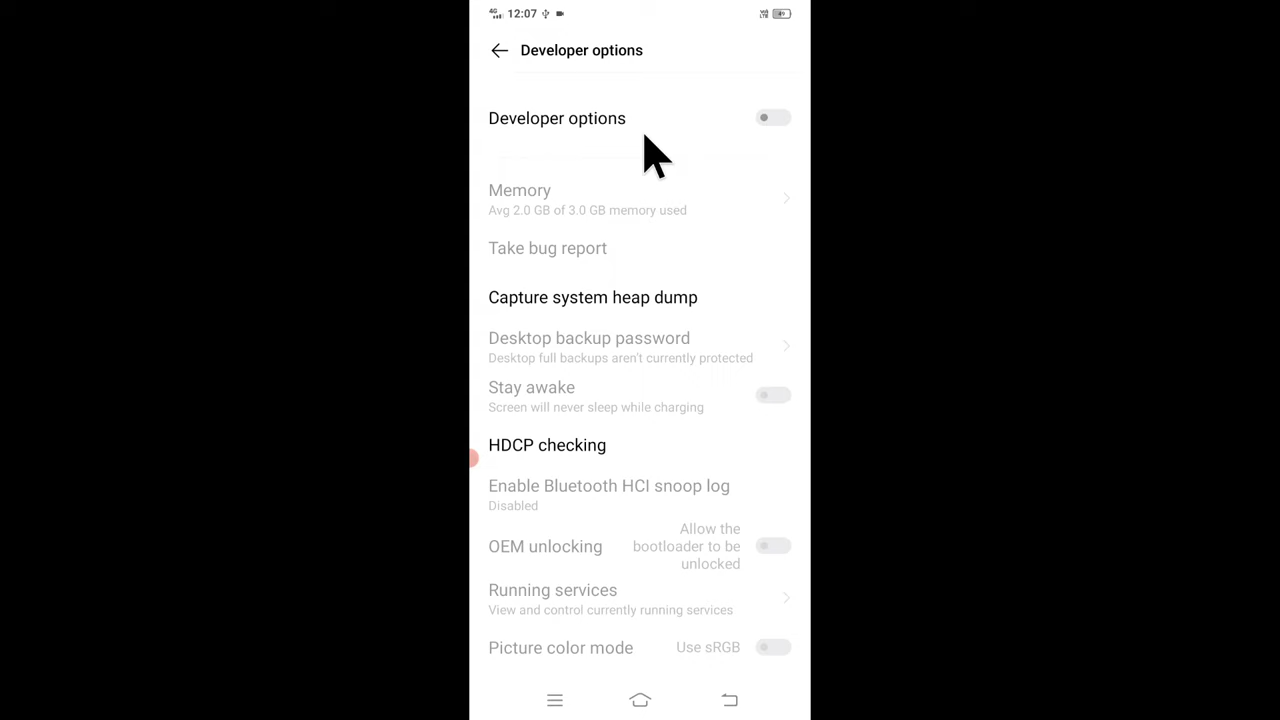 4G 12:07
Developer options
Developer options
Memory
Avg 2.0 GB of 3.0 GB memory used
Take bug report
Capture system heap dump
Desktop backup password
Desktop full backups aren't currently protected
Stay awake
Screen will never sleep while charging
HDCP checking
Enable Bluetooth HCI snoop log
Disabled
OEM unlocking
Allow the
bootloader to be
unlocked
Running services
View and control currently running services
Picture color mode
Use sRGB